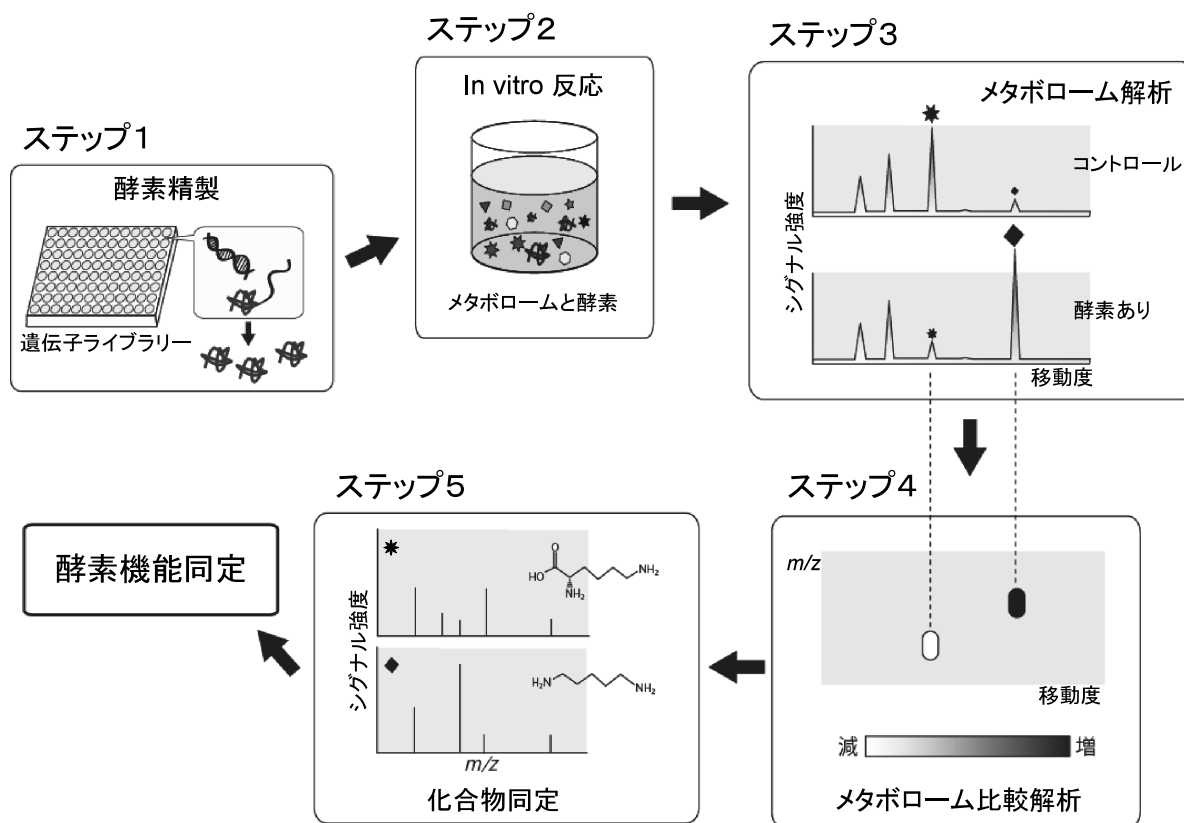 ステップ1
酵素精製
遺伝子ライブラリー
ステップ2
In vitro 反応
メタボロームと酵素
ステップ3
メタボローム解析
コントロール
シグナル強度
酵素あり
移動度
ステップ4
m/z
移動度
減
増
メタボローム比較解析
ステップ5
シグナル強度
O
HO
NH₂
NH₂
H₂N
NH₂
m/z
化合物同定
酵素機能同定